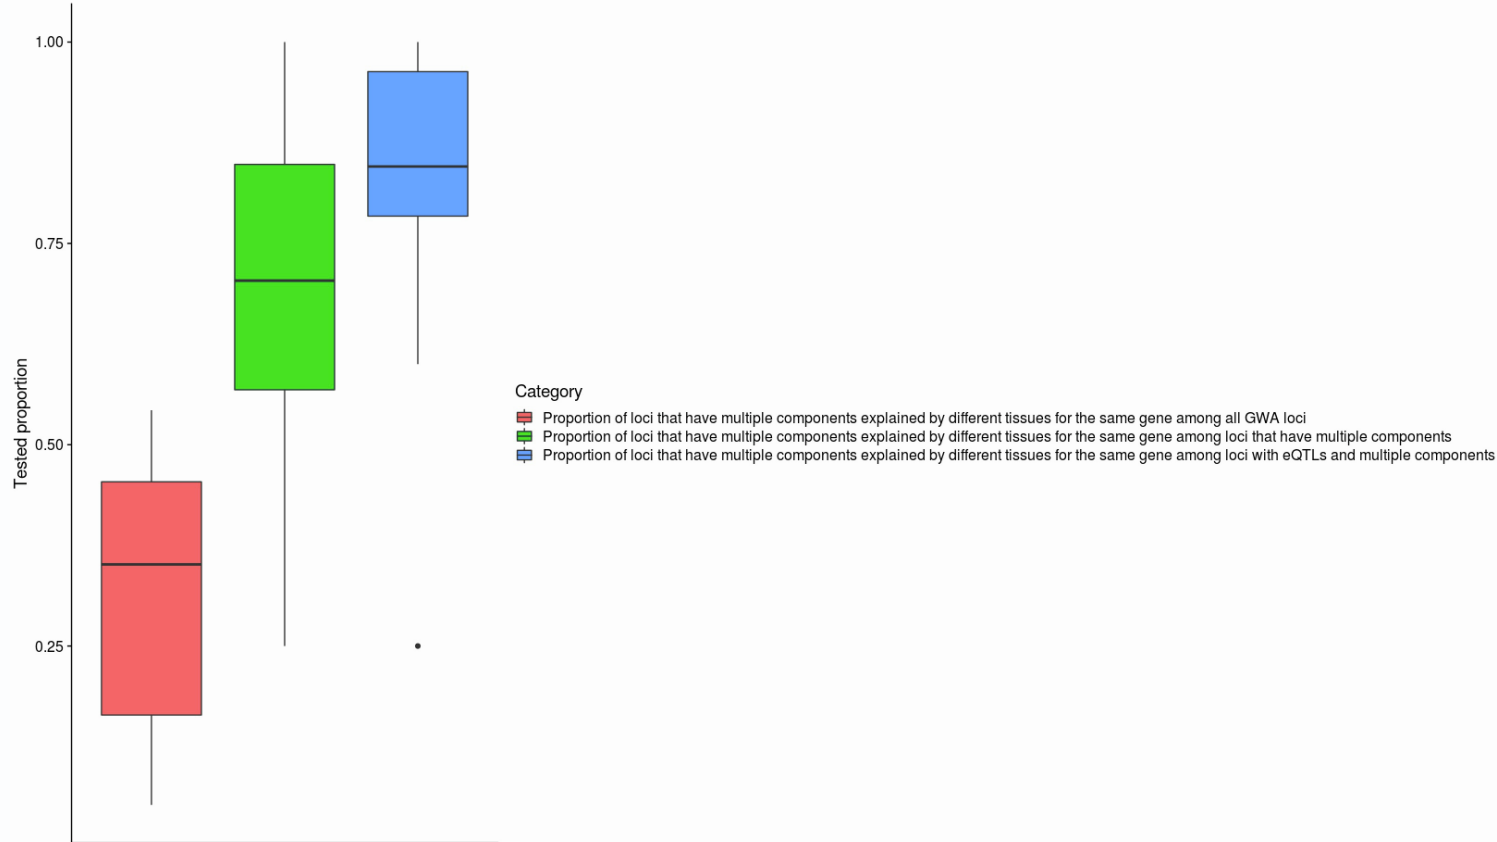 1.00
0.75
0.50
0.25
Tested proportion
Category
Proportion of loci that have multiple components explained by different tissues for the same gene among all GWA loci
Proportion of loci that have multiple components explained by different tissues for the same gene among loci that have multiple components
Proportion of loci that have multiple components explained by different tissues for the same gene among loci with eQTLs and multiple components